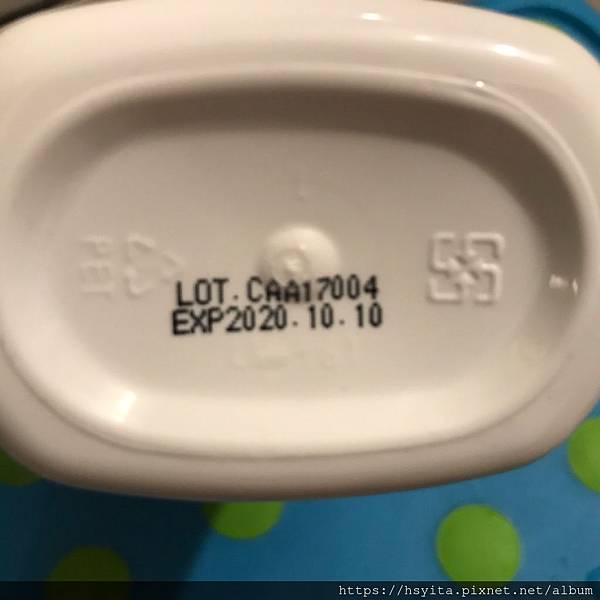 PET
LOT. CAA17004
EXP2020.10.10
https://hsyita.pixnet.net/album